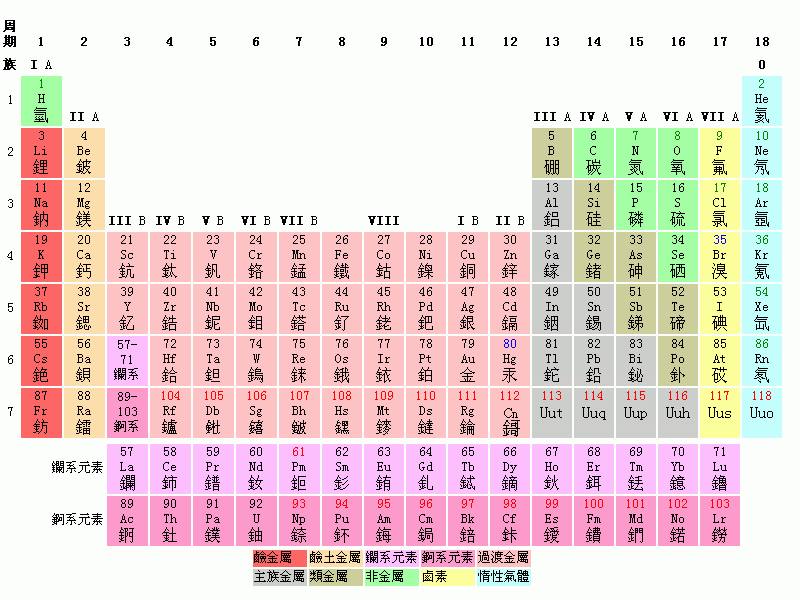 周
期 1 2 3 4 5 6 7 8 9 10 11 12 13 14 15 16 17 18
族 I A 0
1 2
1 H He
氫 II A III A IV A V A VI A VII A 氦
3 4 5 6 7 8 9 10
2 Li Be B C N O F Ne
鋰 鈹 硼 碳 氮 氧 氟 氖
11 12 13 14 15 16 17 18
3 Na Mg Al Si P S Cl Ar
鈉 鎂 III B IV B V B VI B VII B VIII I B II B 鋁 硅 磷 硫 氯 氬
19 20 21 22 23 24 25 26 27 28 29 30 31 32 33 34 35 36
4 K Ca Sc Ti V Cr Mn Fe Co Ni Cu Zn Ga Ge As Se Br Kr
鉀 鈣 鈧 鈦 釩 鉻 錳 鐵 鈷 鎳 銅 鋅 鎵 鍺 砷 硒 溴 氪
37 38 39 40 41 42 43 44 45 46 47 48 49 50 51 52 53 54
5 Rb Sr Y Zr Nb Mo Tc Ru Rh Pd Ag Cd In Sn Sb Te I Xe
銣 鍶 釔 鋯 鈮 鉬 鎝 釕 銠 鈀 銀 鎘 銦 錫 銻 碲 碘 氙
55 56 57- 72 73 74 75 76 77 78 79 80 81 82 83 84 85 86
6 Cs Ba 71 Hf Ta W Re Os Ir Pt Au Hg Tl Pb Bi Po At Rn
銫 鋇 鑭系 鉿 鉭 鎢 錸 鋨 銥 鉑 金 汞 鉈 鉛 鉍 釙 砹 氡
87 88 89- 104 105 106 107 108 109 110 111 112 113 114 115 116 117 118
7 Fr Ra 103 Rf Db Sg Bh Hs Mt Ds Rg Cn Uut Uuq Uup Uuh Uus Uuo
鈁 鐳 錒系 鑪 𨧀 𨭎 𨨏 𨭆 䥑 鐽 錀 鎶
57 58 59 60 61 62 63 64 65 66 67 68 69 70 71
鑭系元素 La Ce Pr Nd Pm Sm Eu Gd Tb Dy Ho Er Tm Yb Lu
鑭 鈰 鐠 釹 鉕 釤 銪 釓 鋱 鏑 鈥 鉺 銩 鐿 鑥
89 90 91 92 93 94 95 96 97 98 99 100 101 102 103
錒系元素 Ac Th Pa U Np Pu Am Cm Bk Cf Es Fm Md No Lr
錒 釷 鏷 鈾 錼 鈈 鋂 鋦 錇 鉲 鑀 鐨 鍆 鍩 鐒
鹼金屬 鹼土金屬 鑭系元素 錒系元素 過渡金屬
主族金屬 類金屬 非金屬 鹵素 惰性氣體